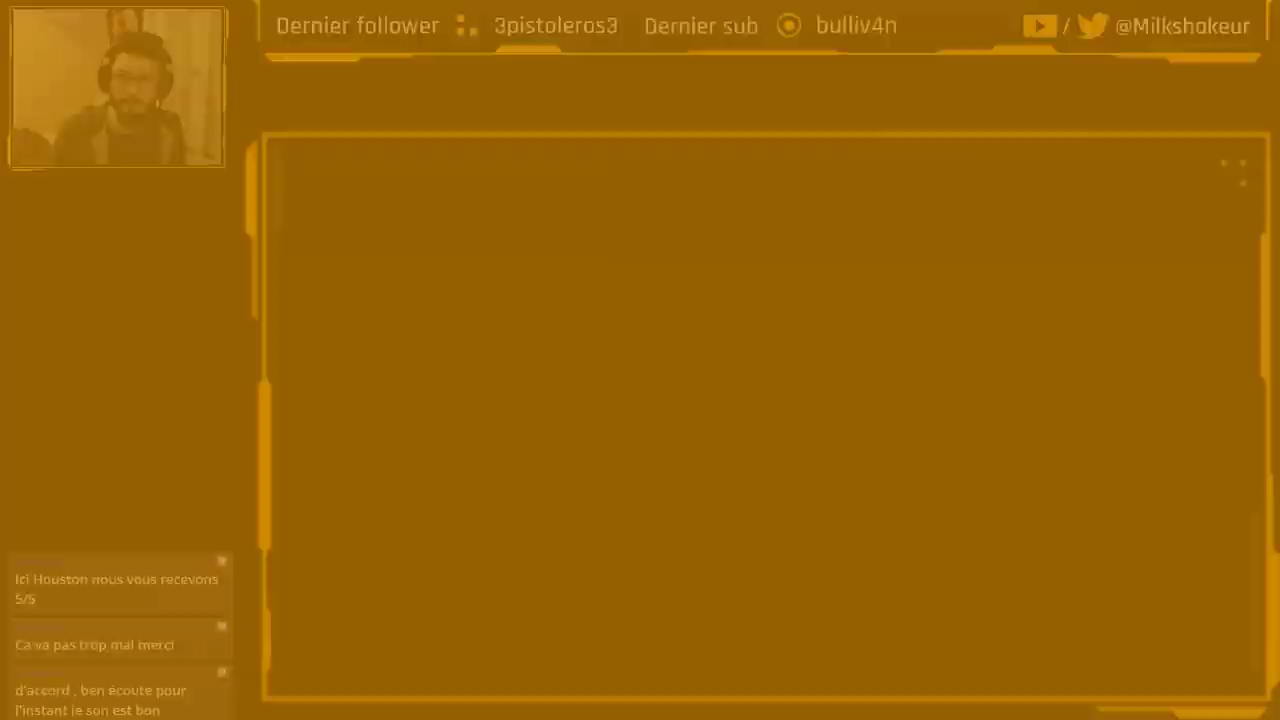 Dernier follower 3pistoleros3 Dernier sub bulliv4n / @Milkshakeur
Ici Houston nous vous recevons
5/5
Ca va pas trop mal merci
d'accord , ben écoute pour
l'instant le son est bon